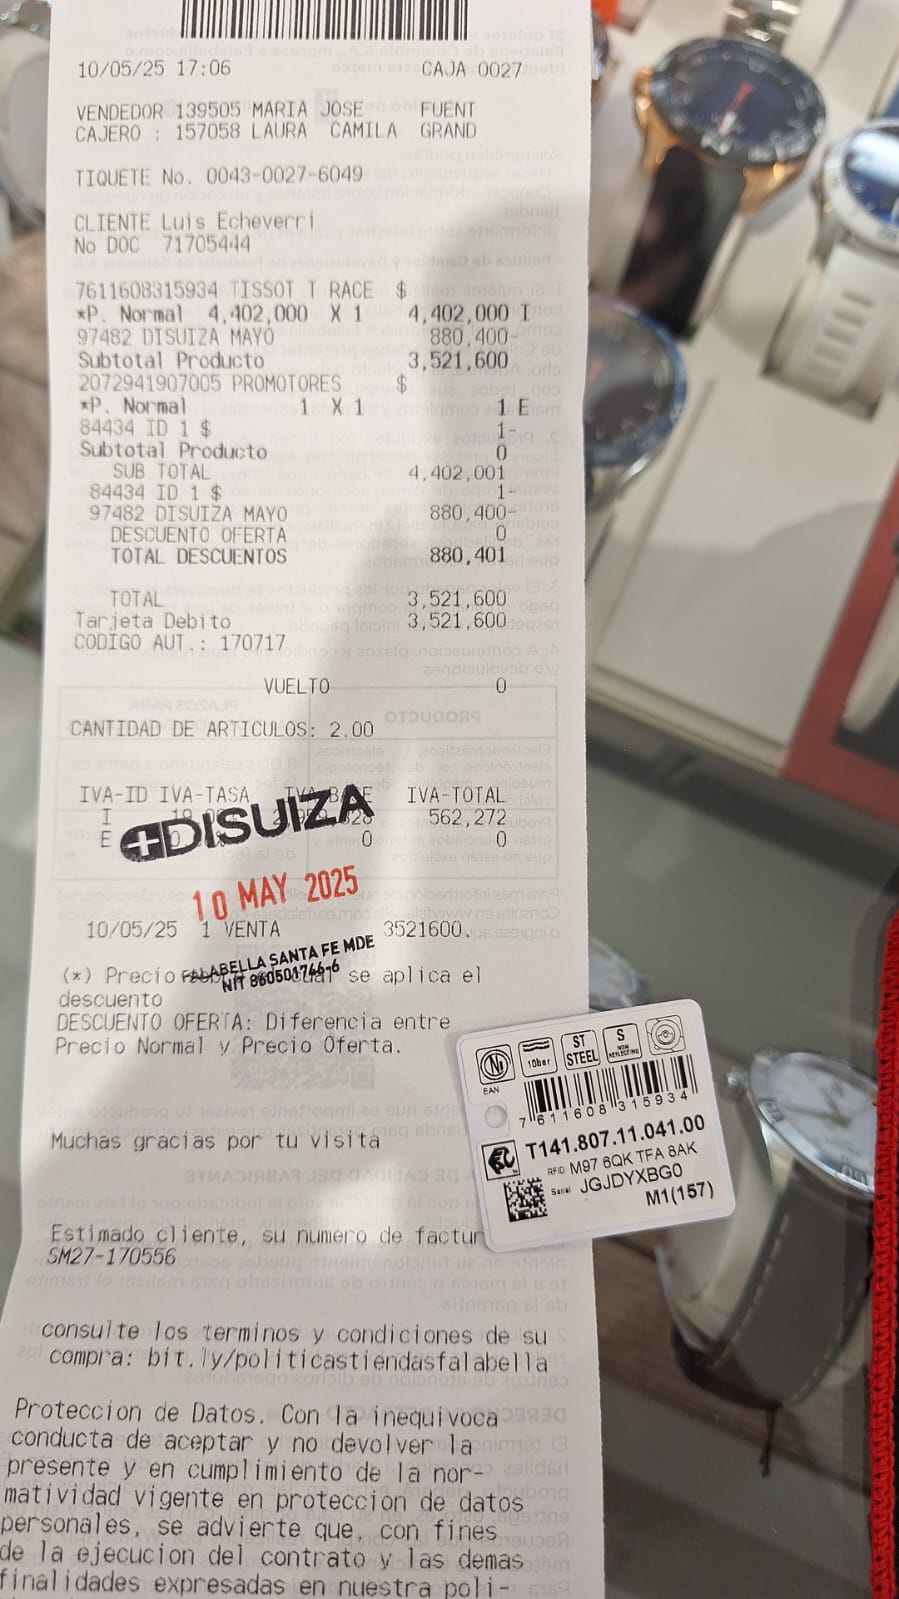 10/05/25 17:06 CAJA 0027
VENDEDOR 139505 MARIA JOSE FUENT
CAJERO : 157058 LAURA CAMILA GRAND
TIQUETE No. 0043-0027-6049
CLIENTE Luis Echeverri
No DOC 71705444
7611608315934 TISSOT T RACE $
*P. Normal 4,402,000 X 1 4,402,000 I
97482 DISUIZA MAYO 880,400-
Subtotal Producto 3,521,600
2072941907005 PROMOTORES $
*P. Normal 1 X 1 1 E
84434 ID 1 $ 1-
Subtotal Producto 0
SUB TOTAL 4,402,001
84434 ID 1 $ 1-
97482 DISUIZA MAYO 880,400-
DESCUENTO OFERTA 0
TOTAL DESCUENTOS 880,401
TOTAL 3,521,600
Tarjeta Debito 3,521,600
CODIGO AUT.: 170717
VUELTO 0
CANTIDAD DE ARTICULOS: 2.00
IVA-ID IVA-TASA IVA-BASE IVA-TOTAL
I 562,272
E 0 0
DISUIZA
10 MAY 2025
10/05/25 1 VENTA 3521600.
FALABELLA SANTA FE MDE
NIT 860501766-6
(*) Precio cual se aplica el
descuento
DESCUENTO OFERTA: Diferencia entre
Precio Normal y Precio Oferta.
Muchas gracias por tu visita
Estimado cliente, su numero de factur
SM27-170556
consulte los terminos y condiciones de su
compra: bit.ly/politicastiendasfalabella
Proteccion de Datos. Con la inequivoca
conducta de aceptar y no devolver la
presente y en cumplimiento de la nor-
matividad vigente en proteccion de datos
personales, se advierte que, con fines
de la ejecucion del contrato y las demas
finalidades expresadas en nuestra poli-
10bar
ST STEEL
S NON REFLECTING
EAN
7 611608 315934
T141.807.11.041.00
RFID M97 6QK TFA 8AK
Serial JGJDYXBG0
M1(157)